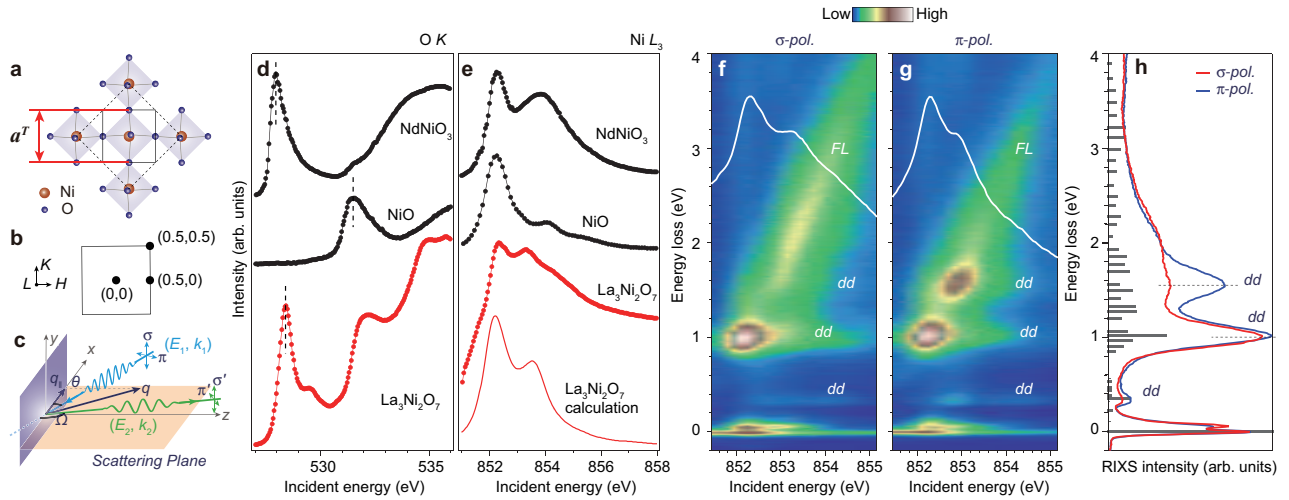 Low High
a
aᵀ
Ni
O
b
K
L H
(0.5,0.5)
(0.5,0)
(0,0)
c
y
x
σ
π
(E₁, k₁)
q∥
θ
q
σ'
π'
z
Ω
(E₂, k₂)
Scattering Plane
O K
d
Intensity (arb. units)
NdNiO₃
NiO
La₃Ni₂O₇
530 535
Incident energy (eV)
Ni L₃
e
NdNiO₃
NiO
La₃Ni₂O₇
La₃Ni₂O₇
calculation
852 854 856 858
Incident energy (eV)
σ-pol.
f
Energy loss (eV)
4
3
2
1
0
FL
dd
dd
dd
852 853 854 855
Incident energy (eV)
π-pol.
g
FL
dd
dd
dd
852 853 854 855
Incident energy (eV)
h
σ-pol.
π-pol.
Energy loss (eV)
4
3
2
1
0
dd
dd
dd
RIXS intensity (arb. units)